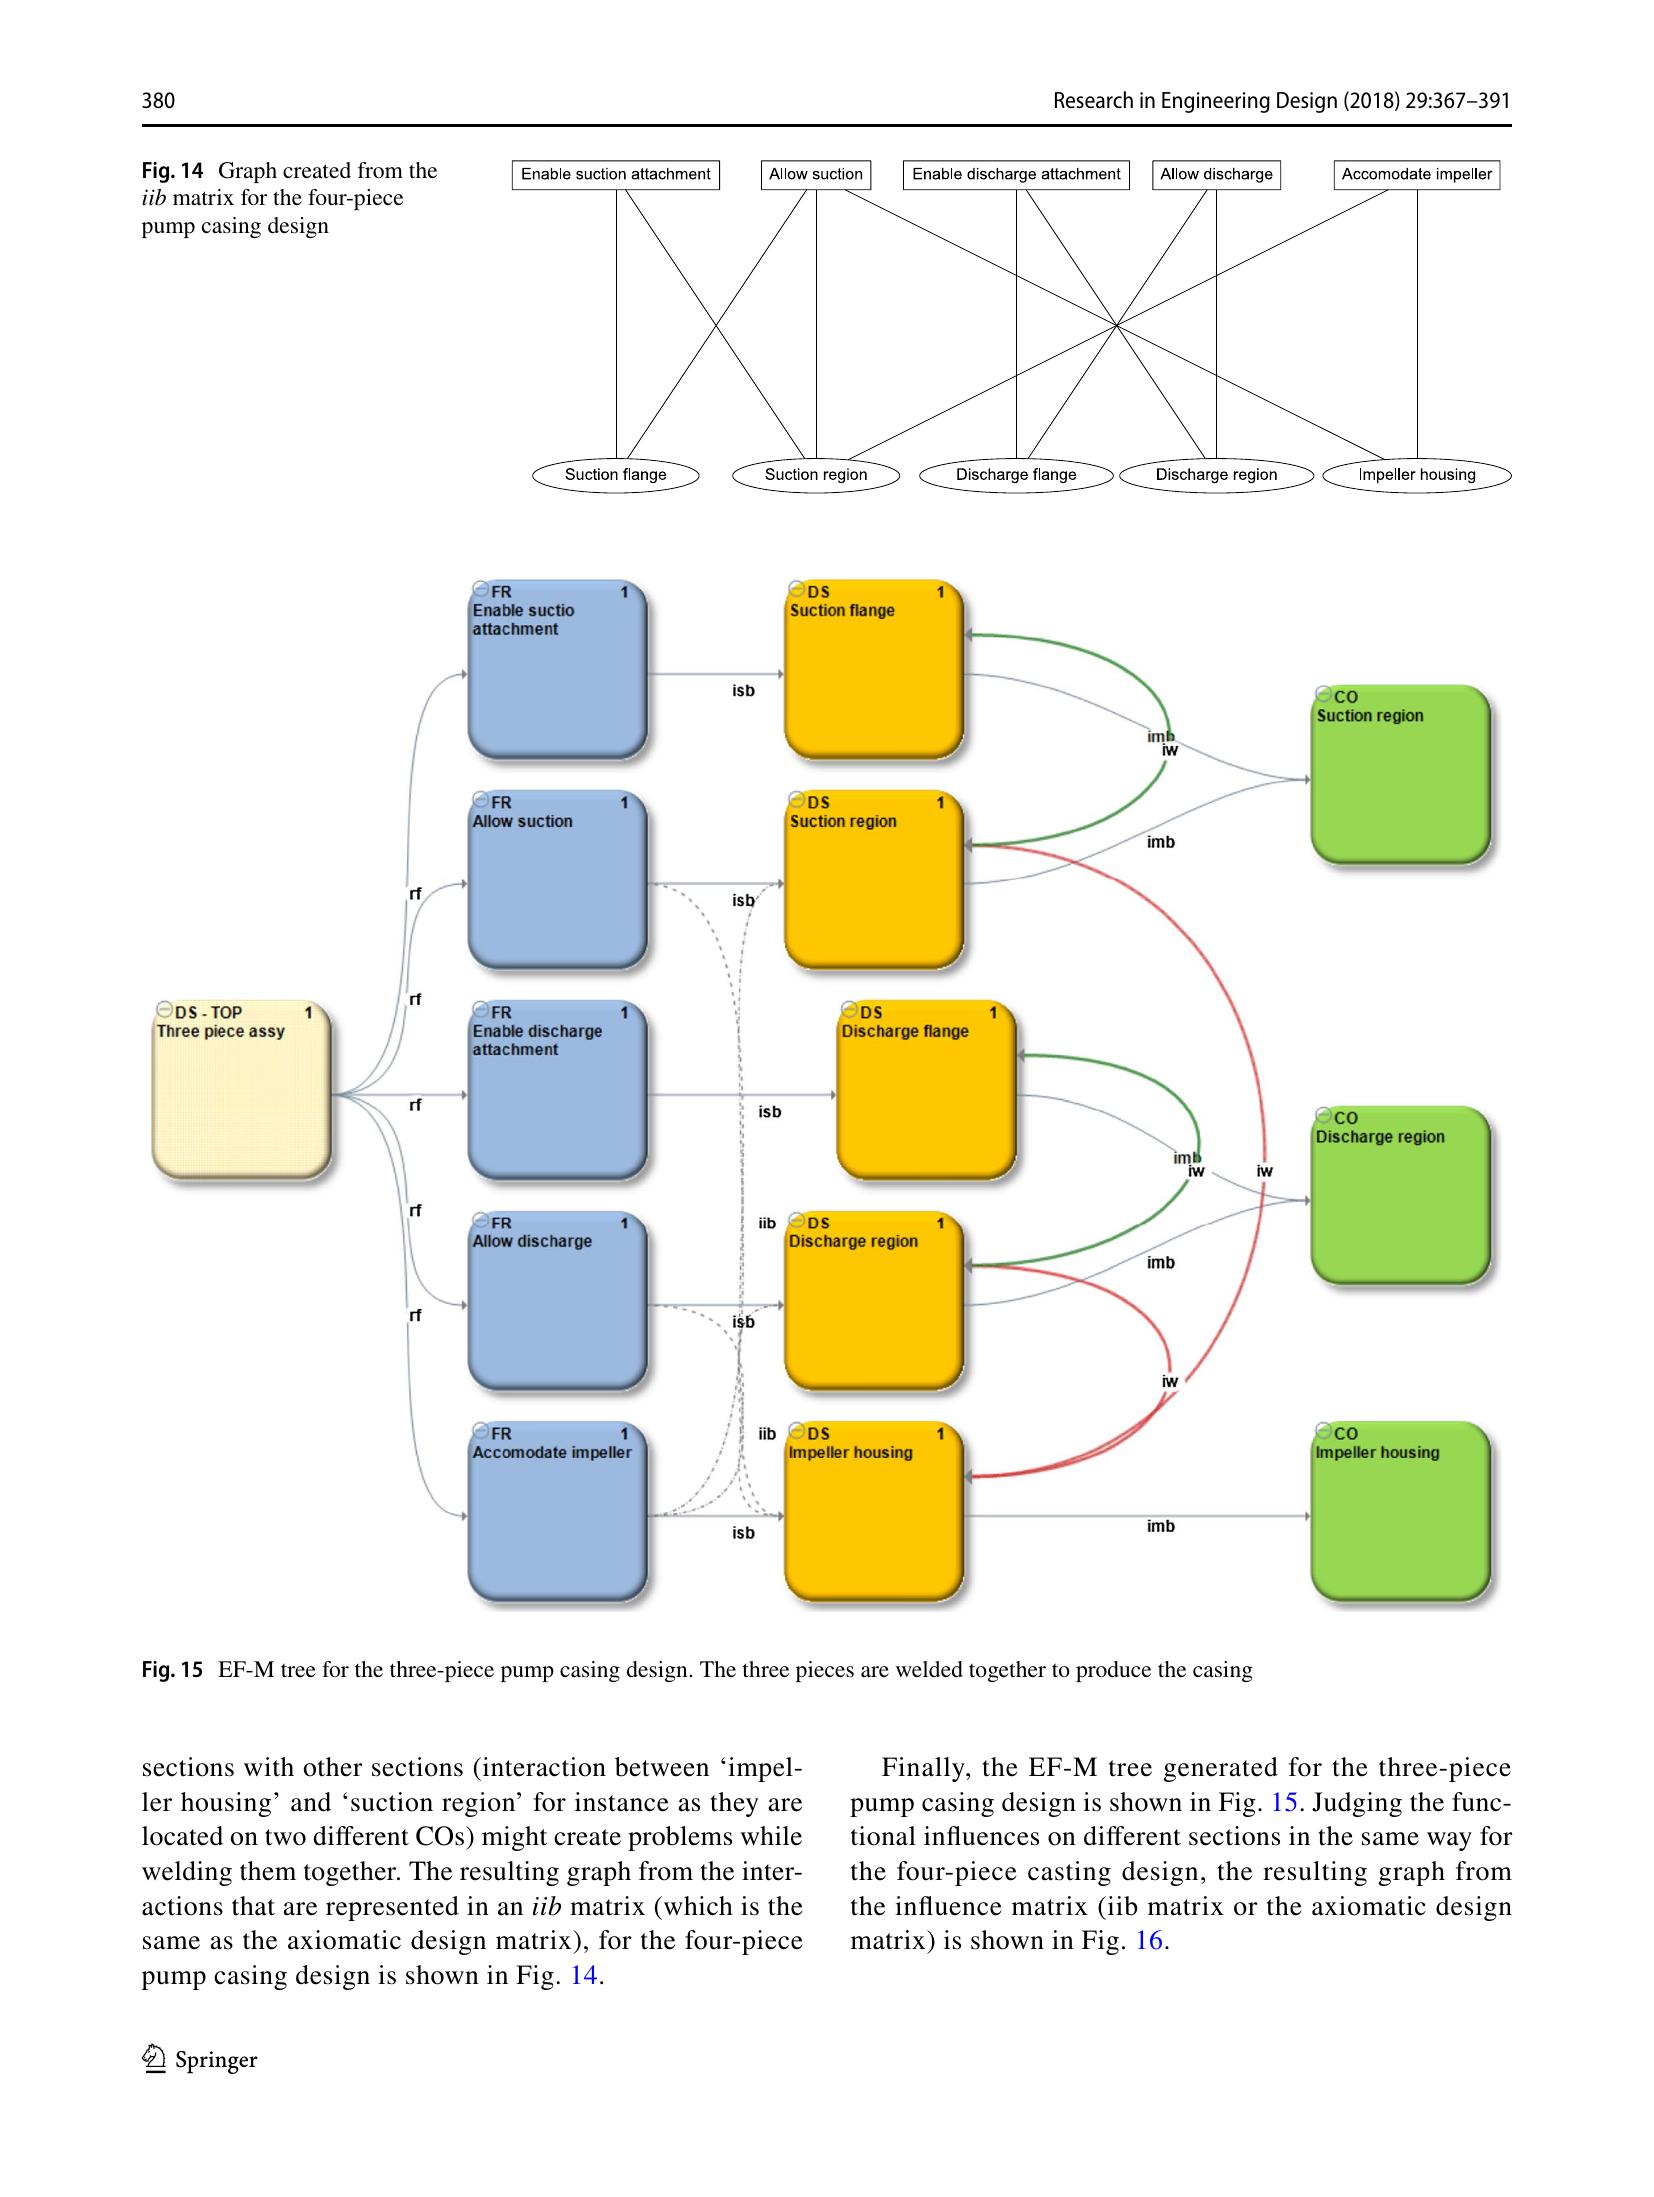 380
Research in Engineering Design (2018) 29:367–391
Fig. 14 Graph created from the
iib matrix for the four-piece
pump casing design
Enable suction attachment
Allow suction
Enable discharge attachment
Allow discharge
Accomodate impeller
Suction flange
Suction region
Discharge flange
Discharge region
Impeller housing
FR 1
Enable suctio
attachment
DS 1
Suction flange
isb
CO
Suction region
imb
iw
FR 1
Allow suction
DS 1
Suction region
imb
rf
isb
rf
DS - TOP 1
Three piece assy
FR 1
Enable discharge
attachment
DS 1
Discharge flange
rf
isb
CO
Discharge region
imb
iw
iw
rf
FR 1
Allow discharge
iib
DS 1
Discharge region
imb
rf
isb
iw
FR 1
Accomodate impeller
iib
DS 1
Impeller housing
CO
Impeller housing
isb
imb
Fig. 15 EF-M tree for the three-piece pump casing design. The three pieces are welded together to produce the casing
sections with other sections (interaction between ‘impel-
ler housing’ and ‘suction region’ for instance as they are
located on two different COs) might create problems while
welding them together. The resulting graph from the inter-
actions that are represented in an iib matrix (which is the
same as the axiomatic design matrix), for the four-piece
pump casing design is shown in Fig. 14.
Finally, the EF-M tree generated for the three-piece
pump casing design is shown in Fig. 15. Judging the func-
tional influences on different sections in the same way for
the four-piece casting design, the resulting graph from
the influence matrix (iib matrix or the axiomatic design
matrix) is shown in Fig. 16.
Springer